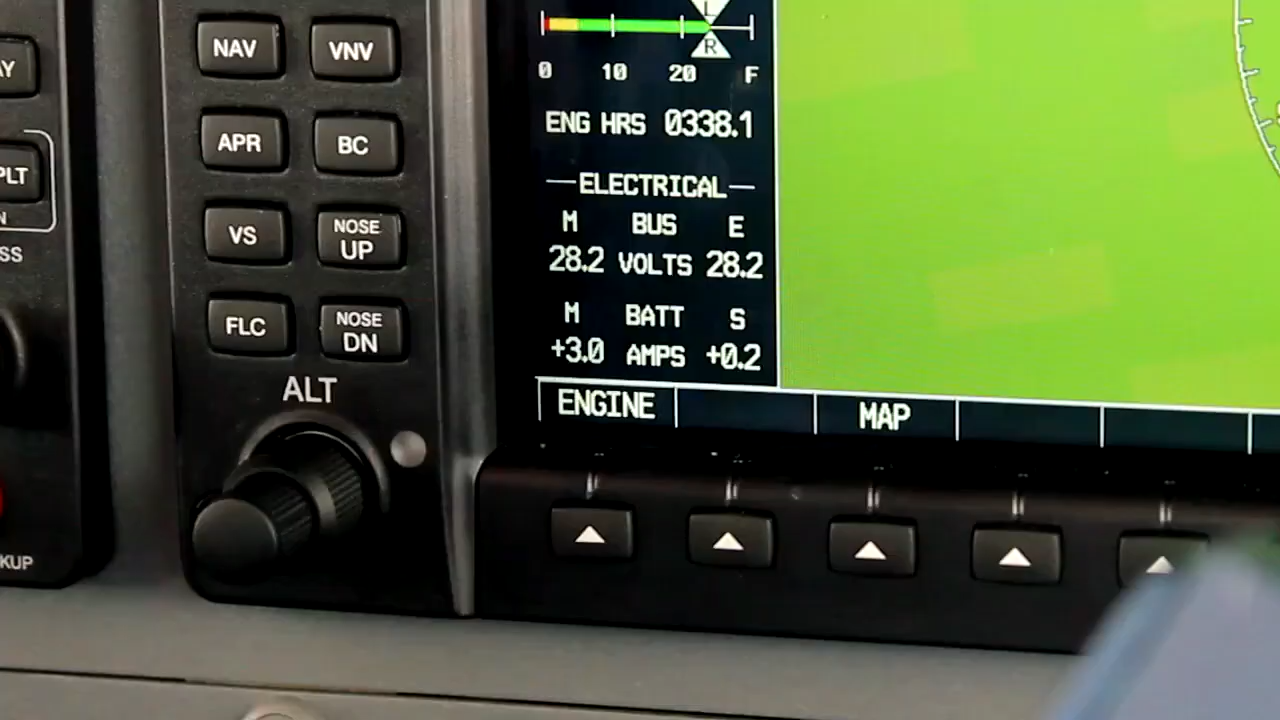 NAV VNV
APR BC
VS NOSE UP
FLC NOSE DN
ALT
L
R
0 10 20 F
ENG HRS 0338.1
ELECTRICAL
M BUS E
28.2 VOLTS 28.2
M BATT S
+3.0 AMPS +0.2
ENGINE MAP